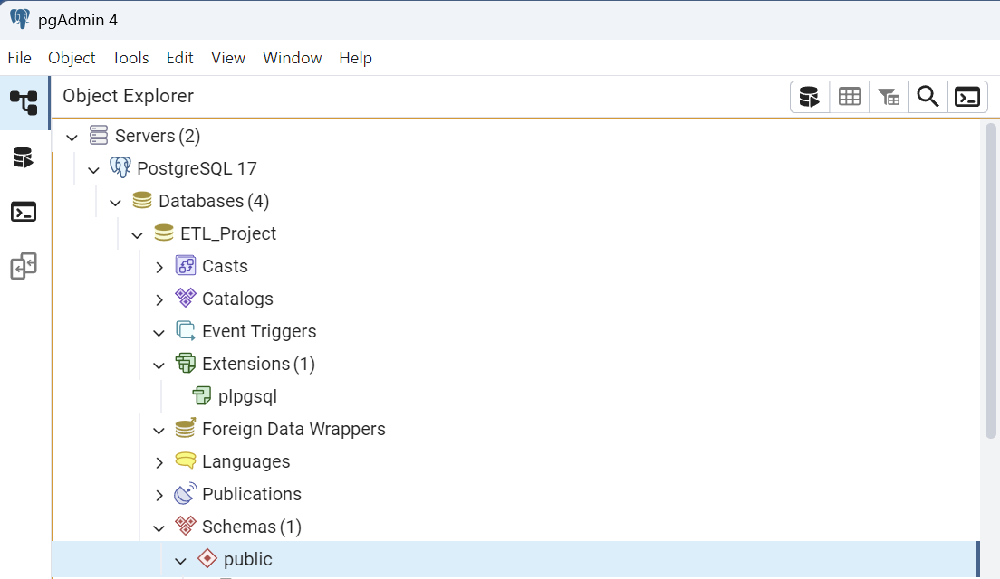 pgAdmin 4
File Object Tools Edit View Window Help
Object Explorer
Servers (2)
PostgreSQL 17
Databases (4)
ETL_Project
Casts
Catalogs
Event Triggers
Extensions (1)
plpgsql
Foreign Data Wrappers
Languages
Publications
Schemas (1)
public